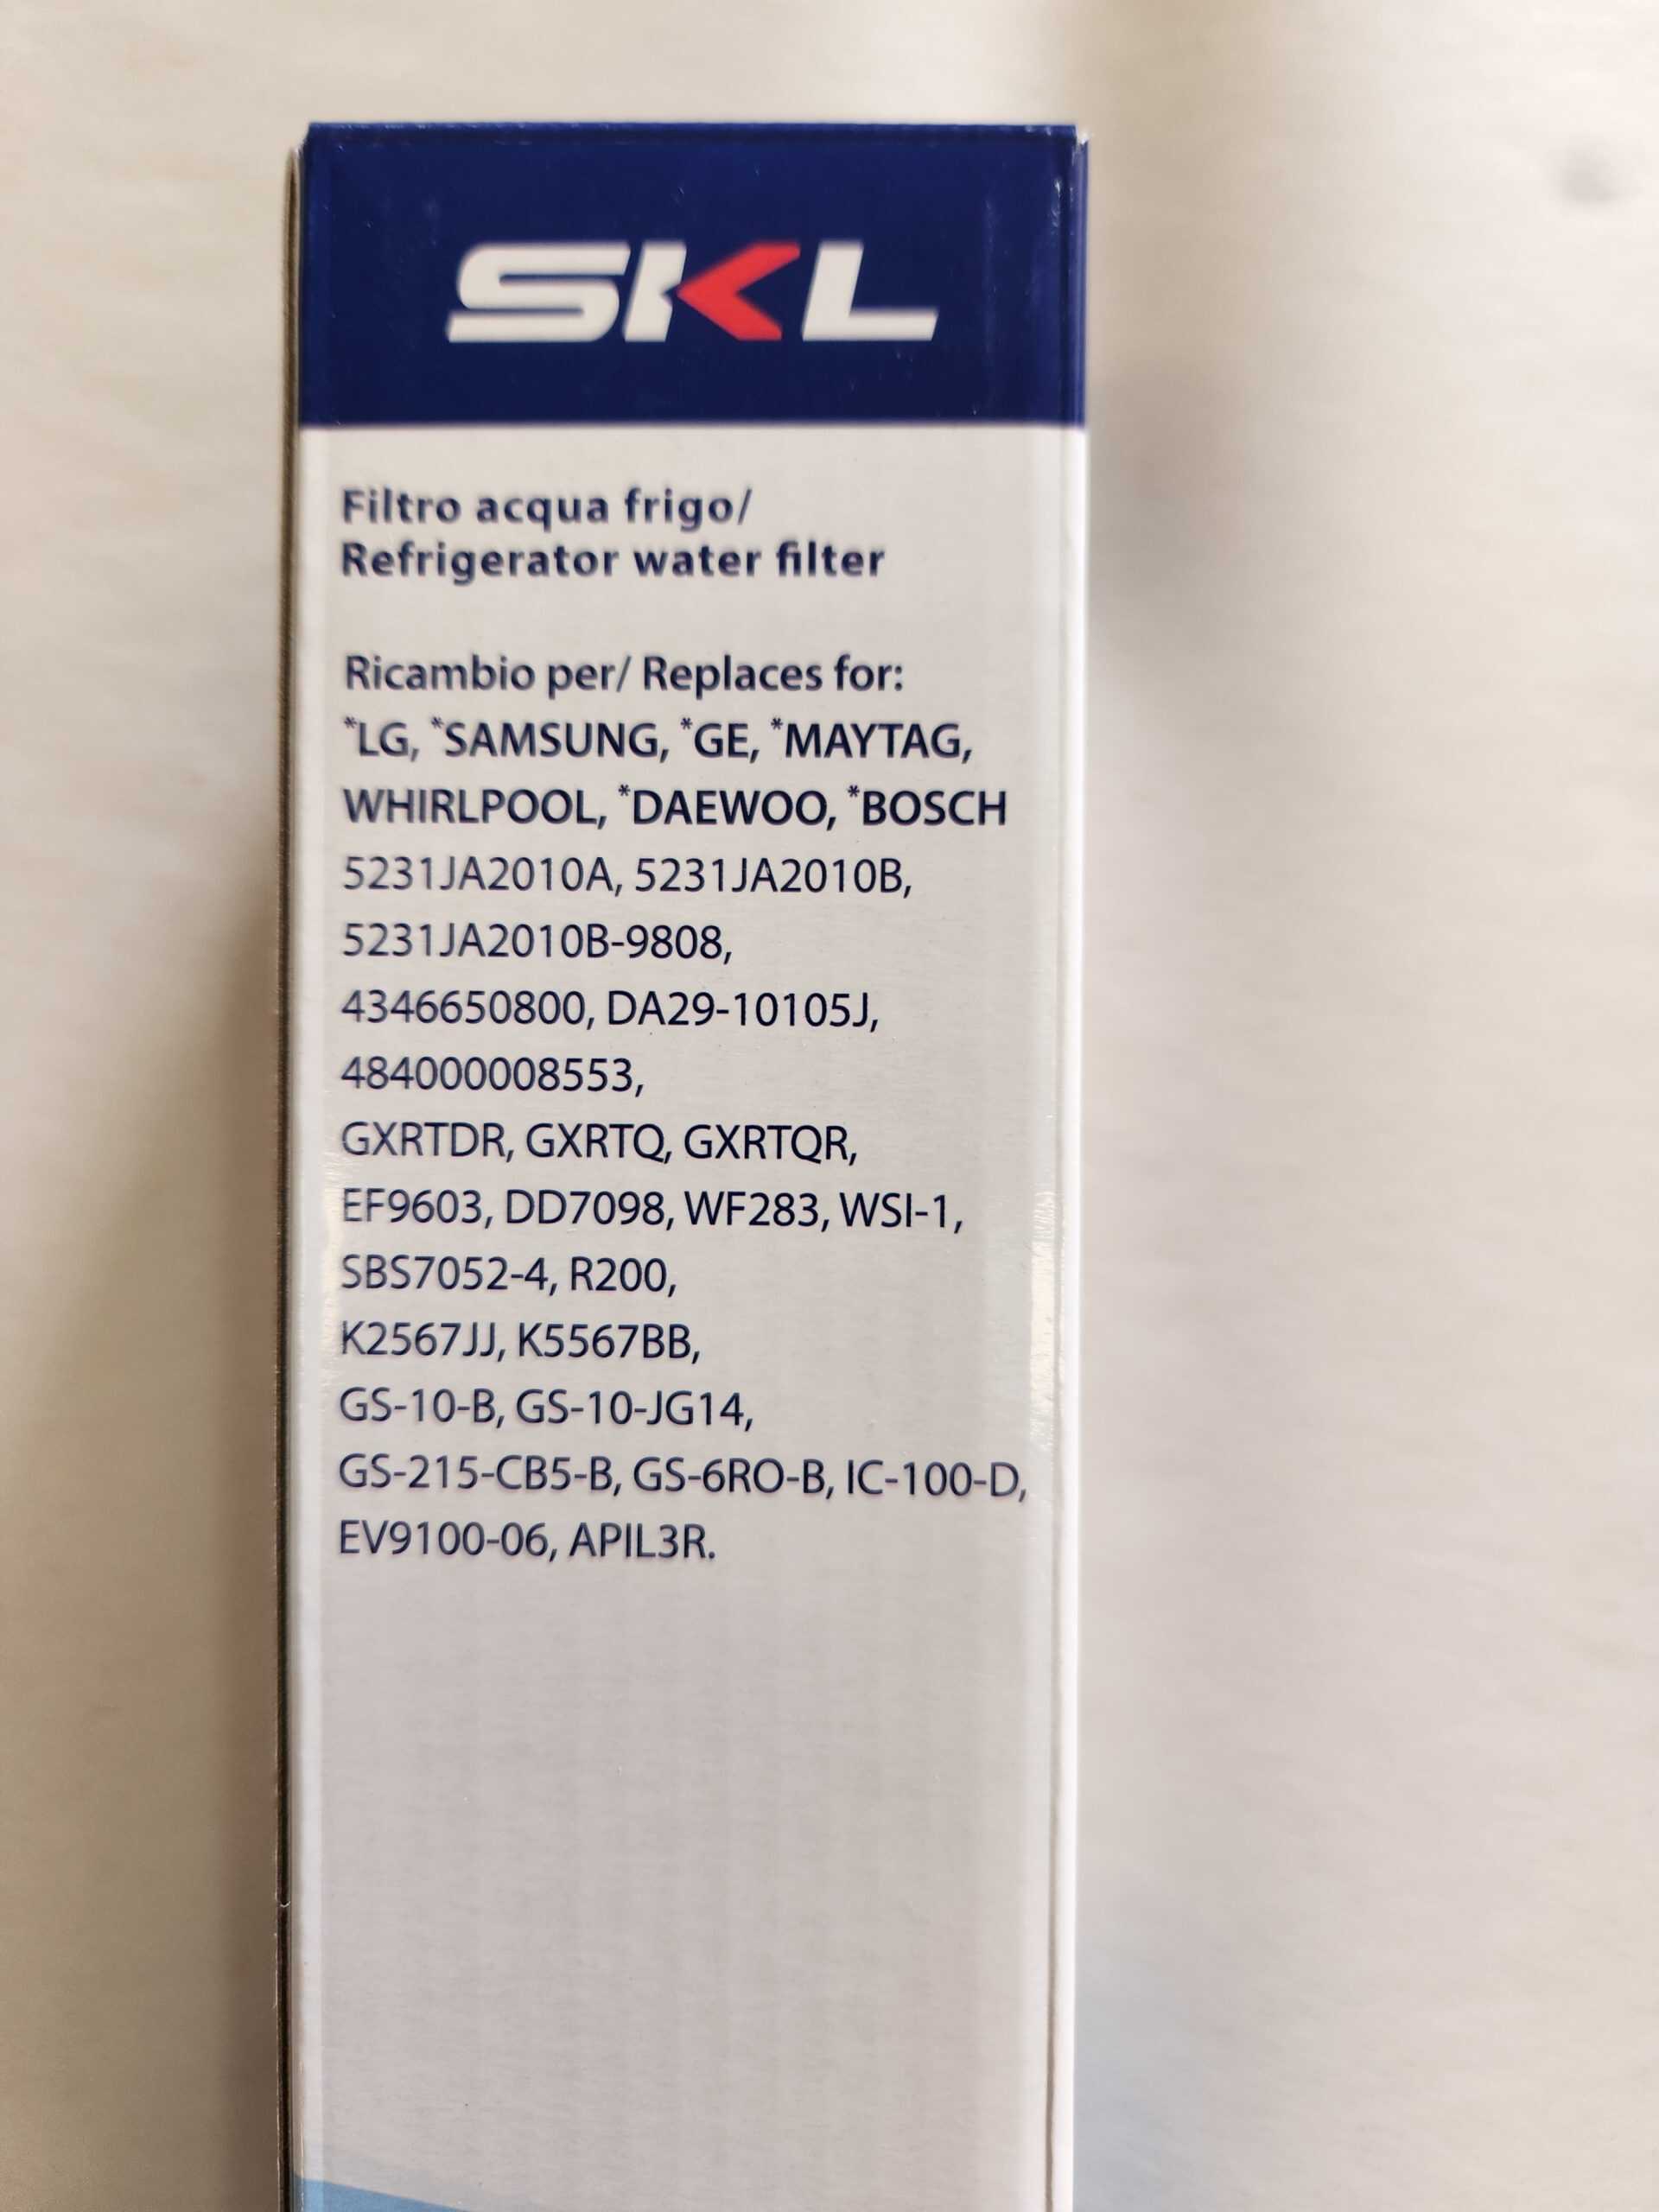 SKL
Filtro acqua frigo/
Refrigerator water filter
Ricambio per/ Replaces for:
*LG, *SAMSUNG, *GE, *MAYTAG,
WHIRLPOOL, *DAEWOO, *BOSCH
5231JA2010A, 5231JA2010B,
5231JA2010B-9808,
4346650800, DA29-10105J,
484000008553,
GXRTDR, GXRTQ, GXRTQR,
EF9603, DD7098, WF283, WSI-1,
SBS7052-4, R200,
K2567JJ, K5567BB,
GS-10-B, GS-10-JG14,
GS-215-CB5-B, GS-6RO-B, IC-100-D,
EV9100-06, APIL3R.